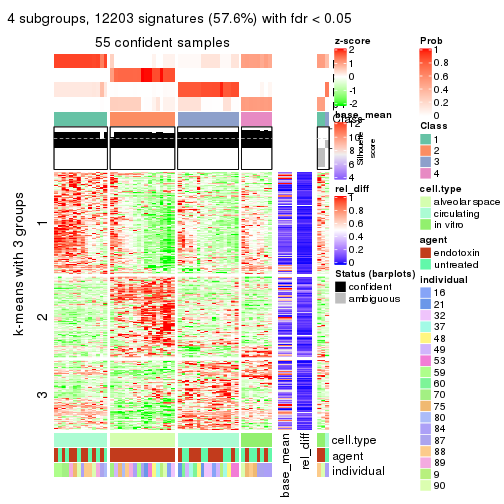 4 subgroups, 12203 signatures (57.6%) with fdr < 0.05
55 confident samples
k-means with 3 groups
1
2
3
base_mean
rel_diff
cell.type
agent
individual
Silhouette
score
z-score
2
1
0
-1
-2
base_mean
12
10
8
6
4
rel_diff
1
0.8
0.6
0.4
0.2
0
Status (barplots)
confident
ambiguous
Prob
1
0.8
0.6
0.4
0.2
0
Class
1
2
3
4
cell.type
alveolar space
circulating
in vitro
agent
endotoxin
untreated
individual
16
21
32
37
48
49
53
59
60
70
75
80
84
87
88
89
9
90